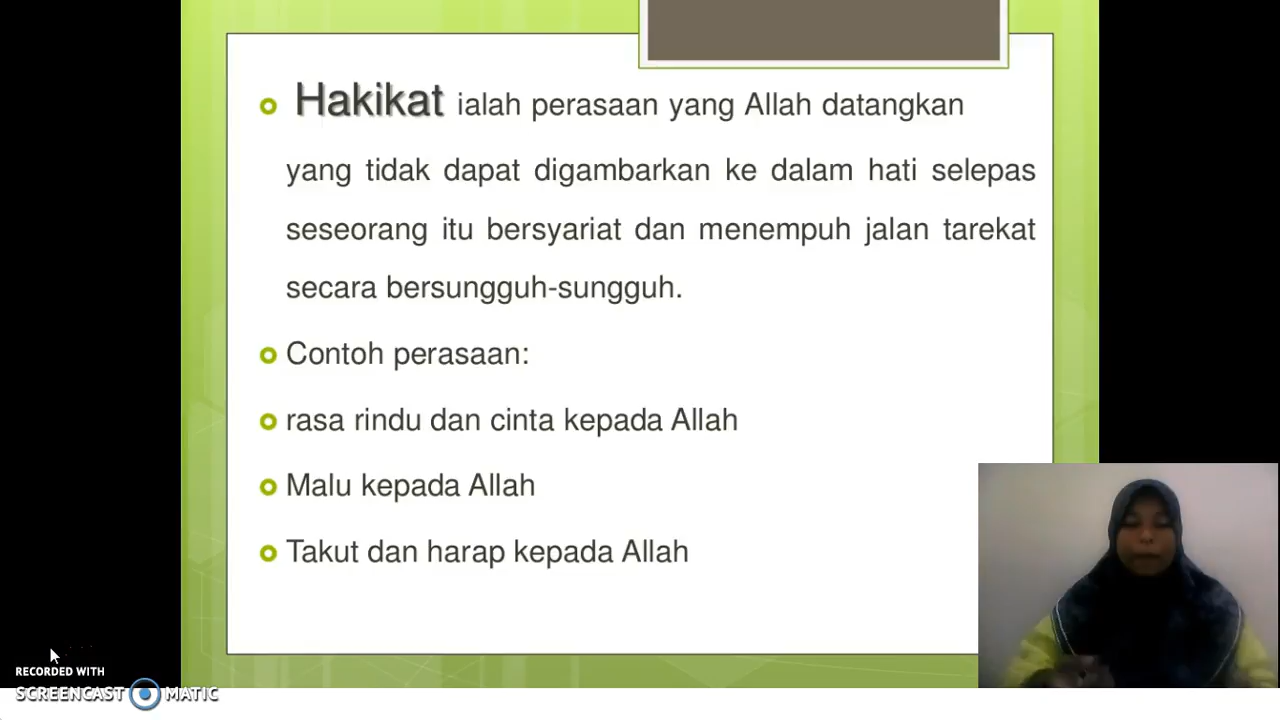 Hakikat ialah perasaan yang Allah datangkan
yang tidak dapat digambarkan ke dalam hati selepas
seseorang itu bersyariat dan menempuh jalan tarekat
secara bersungguh-sungguh.
Contoh perasaan:
rasa rindu dan cinta kepada Allah
Malu kepada Allah
Takut dan harap kepada Allah
RECORDED WITH
SCREENCAST MATIC